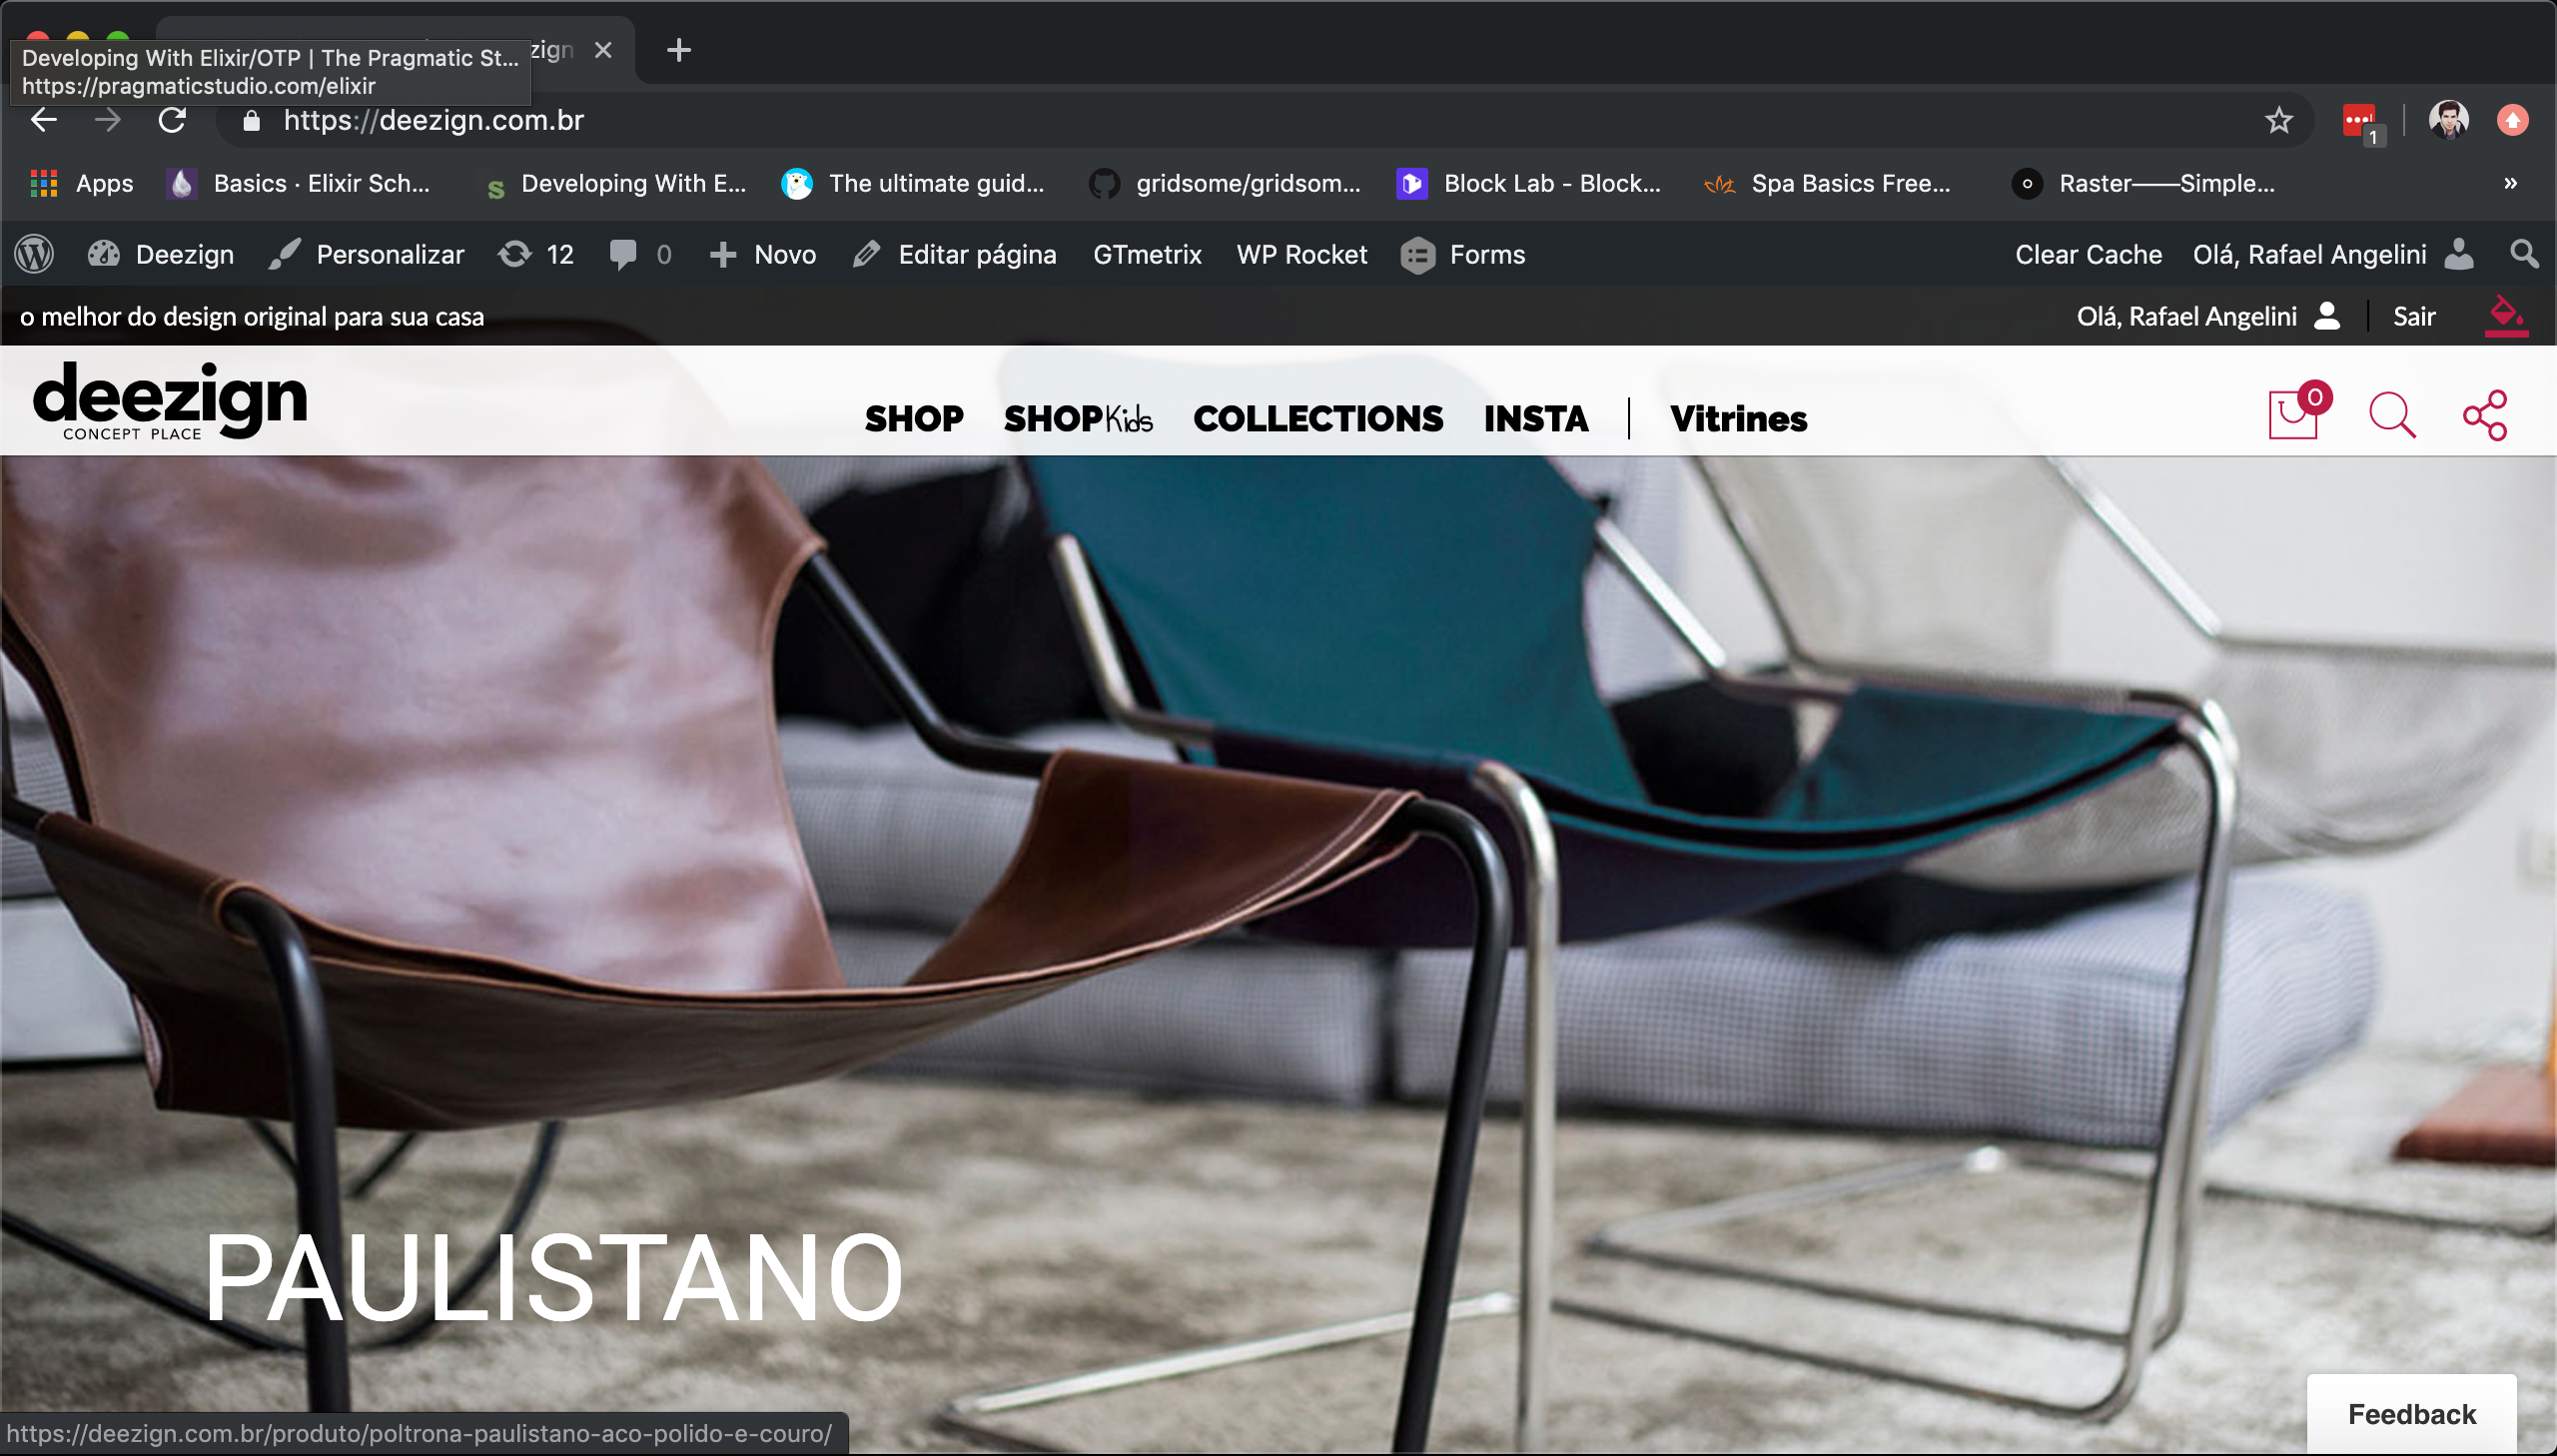 zign
Developing With Elixir/OTP | The Pragmatic St...
https://pragmaticstudio.com/elixir
https://deezign.com.br
1
Apps
Basics · Elixir Sch...
Developing With E...
The ultimate guid...
gridsome/gridsom...
Block Lab - Block...
Spa Basics Free...
Raster——Simple...
»
Deezign
Personalizar
12
0
Novo
Editar página
GTmetrix
WP Rocket
Forms
Clear Cache
Olá, Rafael Angelini
o melhor do design original para sua casa
Olá, Rafael Angelini
Sair
deezign
CONCEPT PLACE
SHOP
SHOPKids
COLLECTIONS
INSTA
Vitrines
0
PAULISTANO
Feedback
https://deezign.com.br/produto/poltrona-paulistano-aco-polido-e-couro/